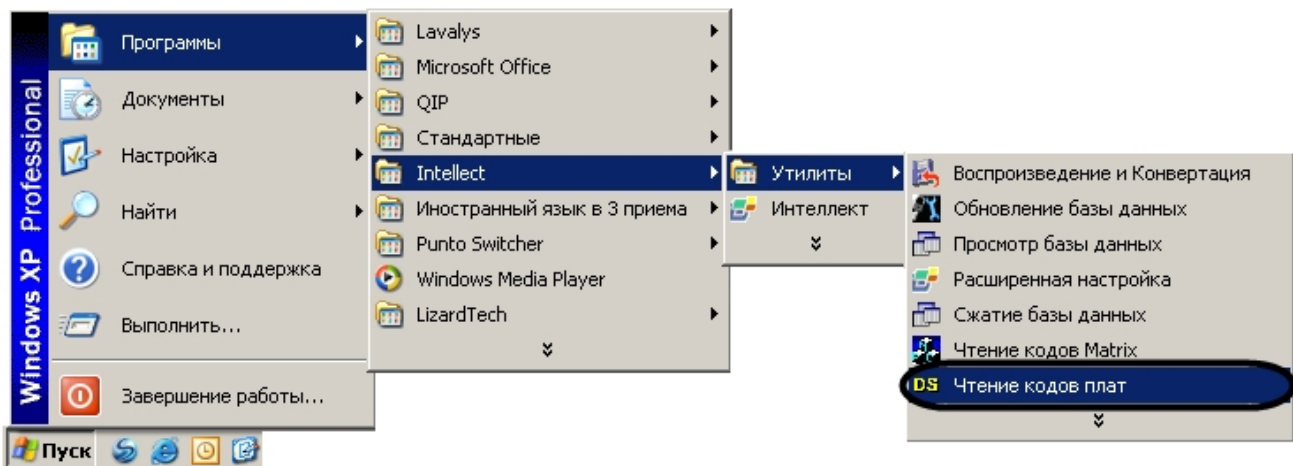 Windows XP Professional
Программы
Документы
Настройка
Найти
Справка и поддержка
Выполнить...
Завершение работы...
Пуск
Lavalys
Microsoft Office
QIP
Стандартные
Intellect
Иностранный язык в 3 приема
Punto Switcher
Windows Media Player
LizardTech
Утилиты
Интеллект
Воспроизведение и Конвертация
Обновление базы данных
Просмотр базы данных
Расширенная настройка
Сжатие базы данных
Чтение кодов Matrix
DS Чтение кодов плат